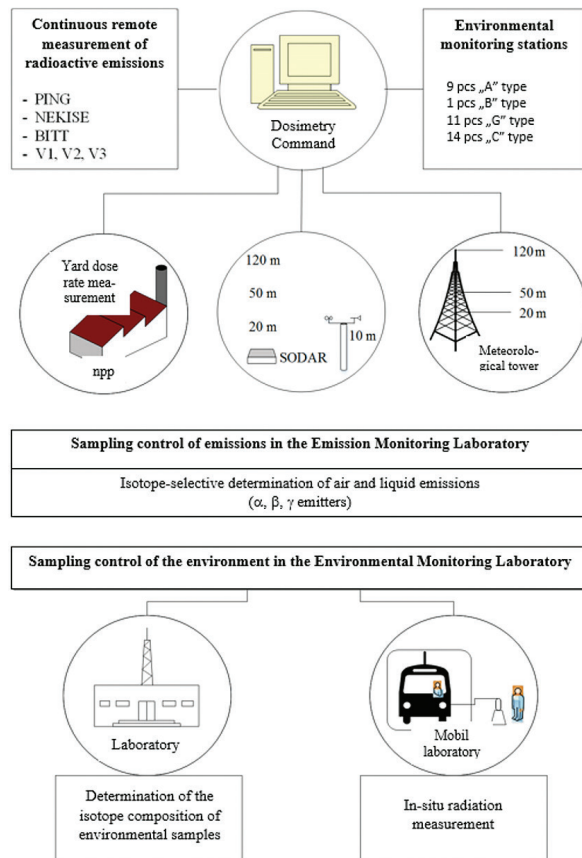 Continuous remote
measurement of
radioactive emissions
- PING
- NEKISE
- BITT
- V1, V2, V3
Dosimetry
Command
Environmental
monitoring stations
9 pcs „A” type
1 pcs „B” type
11 pcs „G” type
14 pcs „C” type
Yard dose
rate mea-
surement
npp
120 m
50 m
20 m
SODAR
10 m
120 m
50 m
20 m
Meteorolo-
gical tower
Sampling control of emissions in the Emission Monitoring Laboratory
Isotope-selective determination of air and liquid emissions
(α, β, γ emitters)
Sampling control of the environment in the Environmental Monitoring Laboratory
Laboratory
Mobil
laboratory
Determination of the
isotope composition of
environmental samples
In-situ radiation
measurement